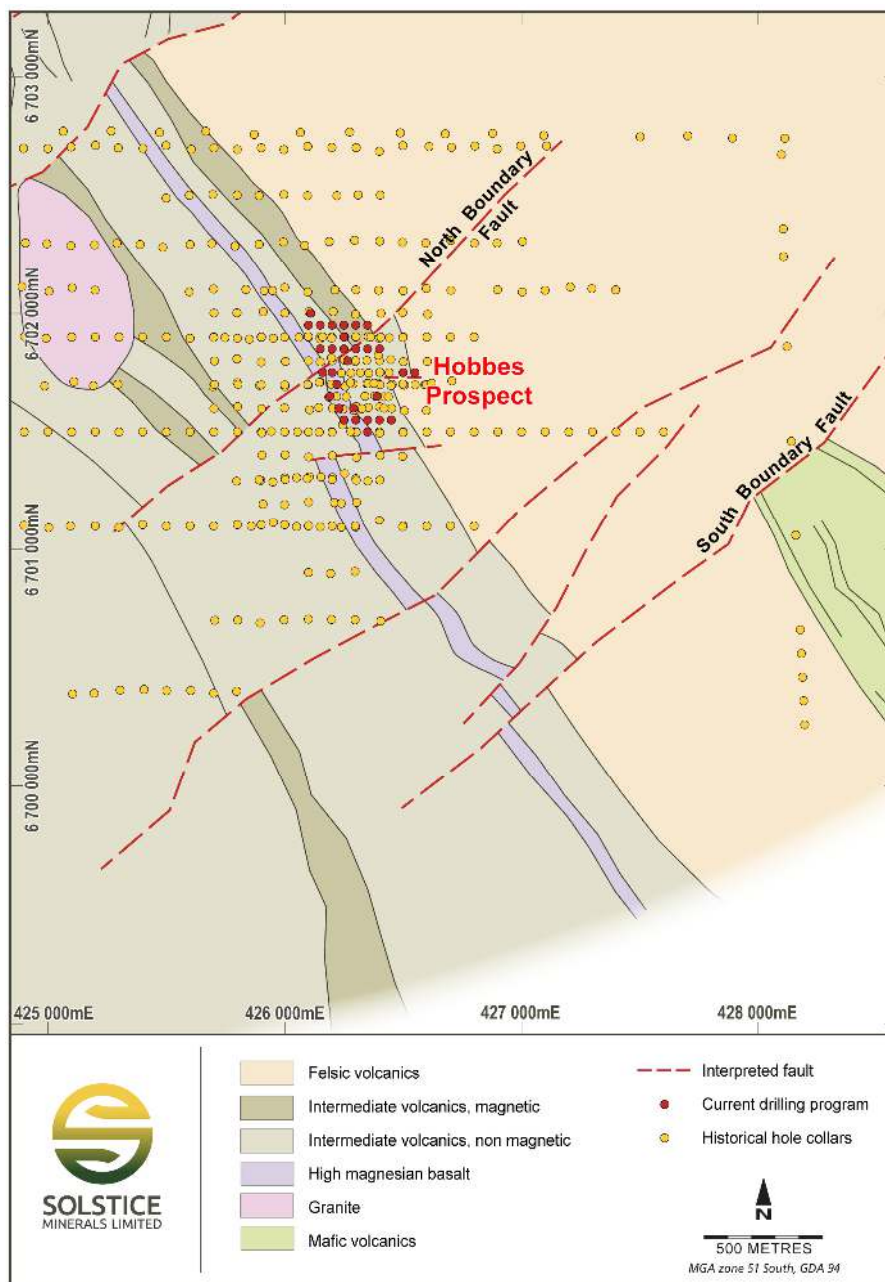 6 703 000mN
North Boundary
Fault
6 702 000mN
Hobbes
Prospect
South Boundary Fault
6 701 000mN
6 700 000mN
425 000mE
426 000mE
427 000mE
428 000mE
Felsic volcanics
Intermediate volcanics, magnetic
Intermediate volcanics, non magnetic
High magnesian basalt
Granite
Mafic volcanics
Interpreted fault
Current drilling program
Historical hole collars
SOLSTICE
MINERALS LIMITED
N
500 METRES
MGA zone 51 South, GDA 94